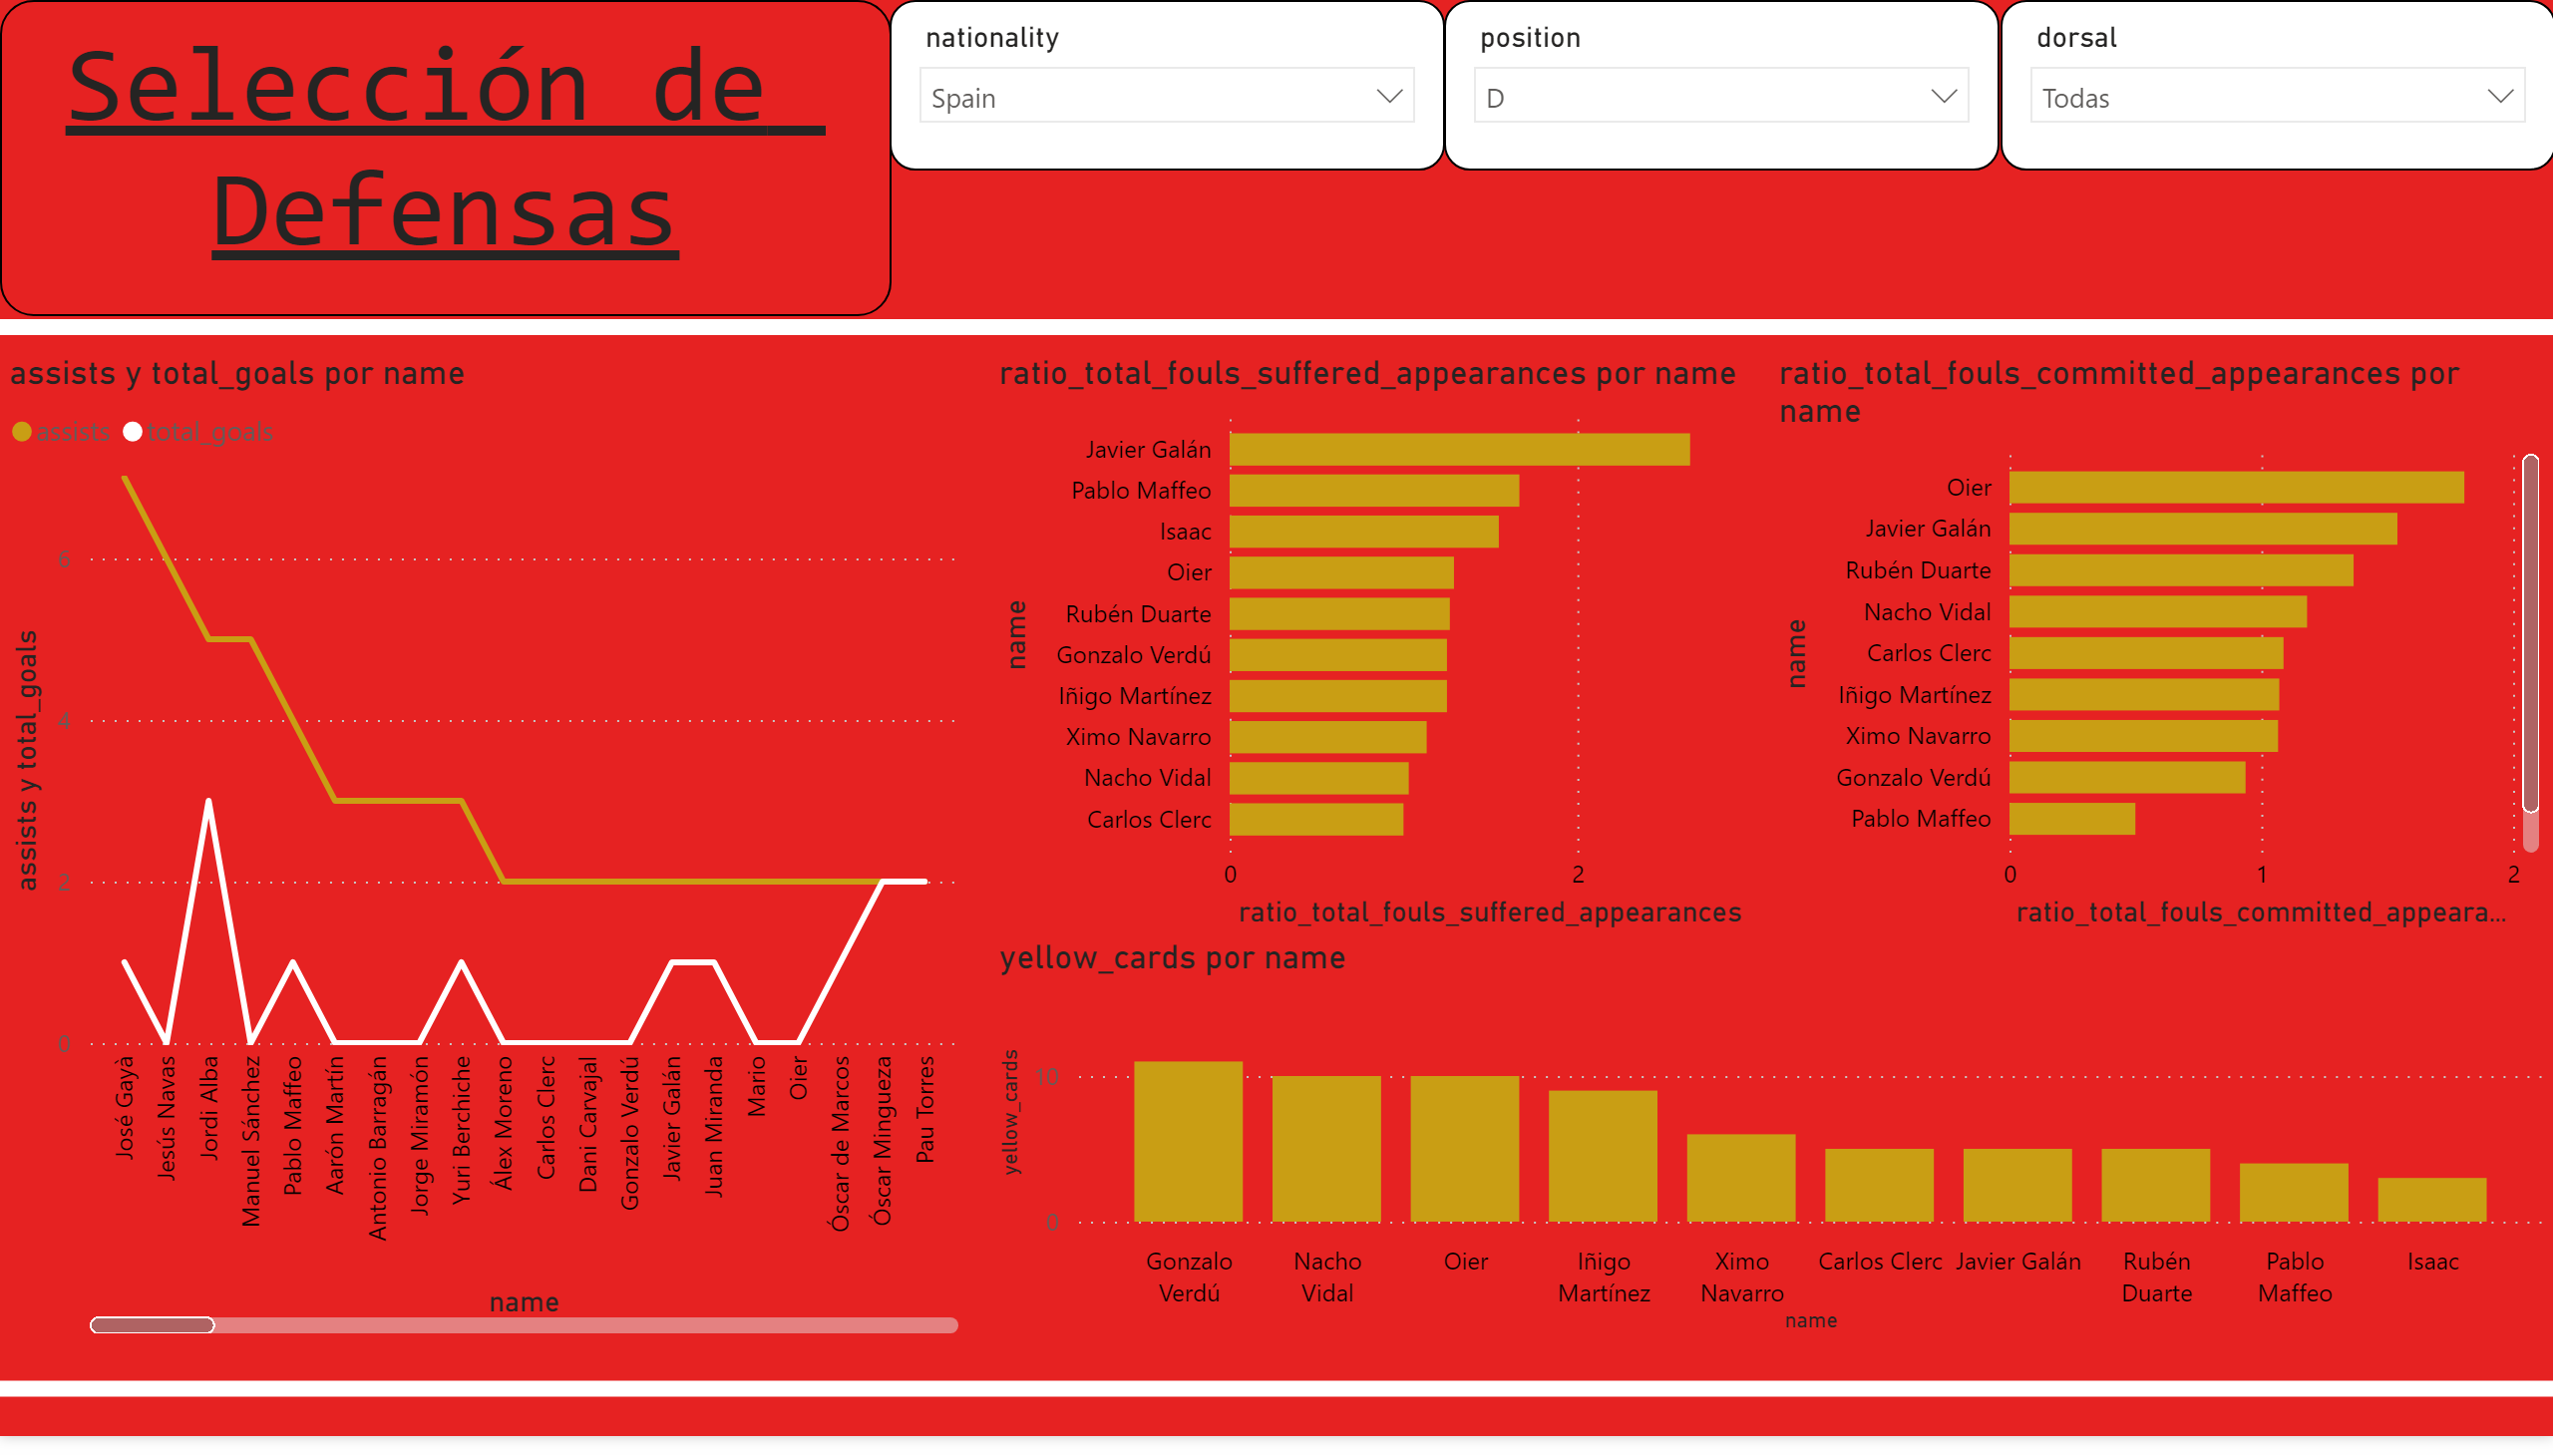 Selección de
Defensas
nationality
Spain
position
D
dorsal
Todas
assists y total_goals por name
assists
total_goals
assists y total_goals
6
4
2
0
José Gayà
Jesús Navas
Jordi Alba
Manuel Sánchez
Pablo Maffeo
Aarón Martín
Antonio Barragán
Jorge Miramón
Yuri Berchiche
Álex Moreno
Carlos Clerc
Dani Carvajal
Gonzalo Verdú
Javier Galán
Juan Miranda
Mario
Oier
Óscar de Marcos
Óscar Mingueza
Pau Torres
name
ratio_total_fouls_suffered_appearances por name
name
Javier Galán
Pablo Maffeo
Isaac
Oier
Rubén Duarte
Gonzalo Verdú
Iñigo Martínez
Ximo Navarro
Nacho Vidal
Carlos Clerc
0
2
ratio_total_fouls_suffered_appearances
ratio_total_fouls_committed_appearances por
name
name
Oier
Javier Galán
Rubén Duarte
Nacho Vidal
Carlos Clerc
Iñigo Martínez
Ximo Navarro
Gonzalo Verdú
Pablo Maffeo
0
1
2
ratio_total_fouls_committed_appeara...
yellow_cards por name
yellow_cards
10
0
Gonzalo
Verdú
Nacho
Vidal
Oier
Iñigo
Martínez
Ximo
Navarro
Carlos Clerc
Javier Galán
Rubén
Duarte
Pablo
Maffeo
Isaac
name